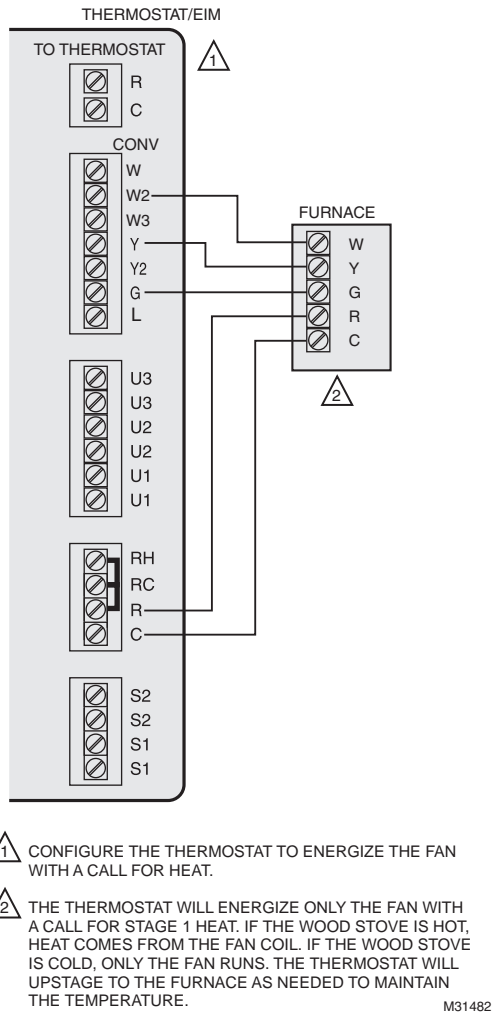 THERMOSTAT/EIM
TO THERMOSTAT
1
R
C
CONV
W
W2
W3
Y
Y2
G
L
FURNACE
W
Y
G
R
C
2
U3
U3
U2
U2
U1
U1
RH
RC
R
C
S2
S2
S1
S1
1 CONFIGURE THE THERMOSTAT TO ENERGIZE THE FAN
WITH A CALL FOR HEAT.
2 THE THERMOSTAT WILL ENERGIZE ONLY THE FAN WITH
A CALL FOR STAGE 1 HEAT. IF THE WOOD STOVE IS HOT,
HEAT COMES FROM THE FAN COIL. IF THE WOOD STOVE
IS COLD, ONLY THE FAN RUNS. THE THERMOSTAT WILL
UPSTAGE TO THE FURNACE AS NEEDED TO MAINTAIN
THE TEMPERATURE.
M31482